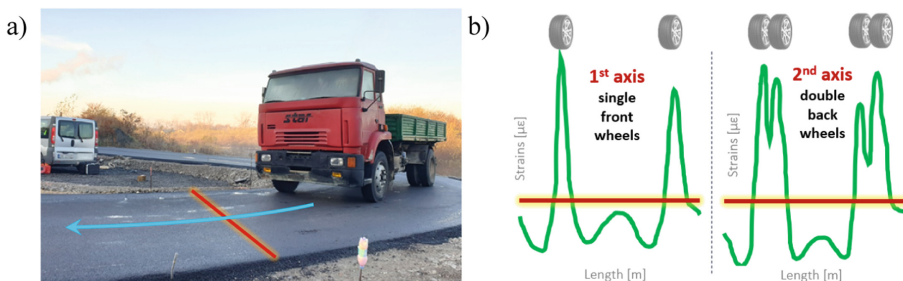 a)
star
b)
1st axis
single
front
wheels
Strains [µε]
Length [m]
2nd axis
double
back
wheels
Strains [µε]
Length [m]